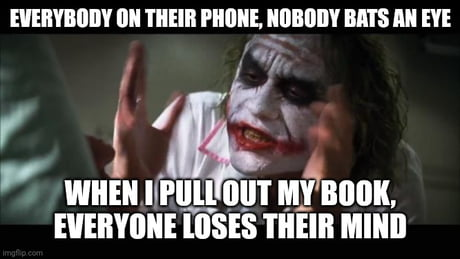 EVERYBODY ON THEIR PHONE, NOBODY BATS AN EYE
WHEN I PULL OUT MY BOOK,
EVERYONE LOSES THEIR MIND
imgflip.com